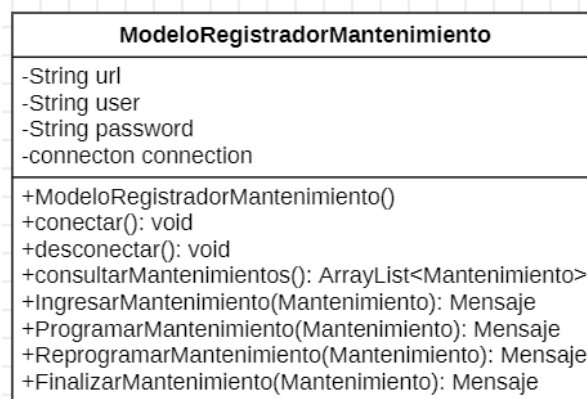 ModeloRegistradorMantenimiento
-String url
-String user
-String password
-connecton connection
+ModeloRegistradorMantenimiento()
+conectar(): void
+desconectar(): void
+consultarMantenimientos(): ArrayList<Mantenimiento>
+IngresarMantenimiento(Mantenimiento): Mensaje
+ProgramarMantenimiento(Mantenimiento): Mensaje
+ReprogramarMantenimiento(Mantenimiento): Mensaje
+FinalizarMantenimiento(Mantenimiento): Mensaje